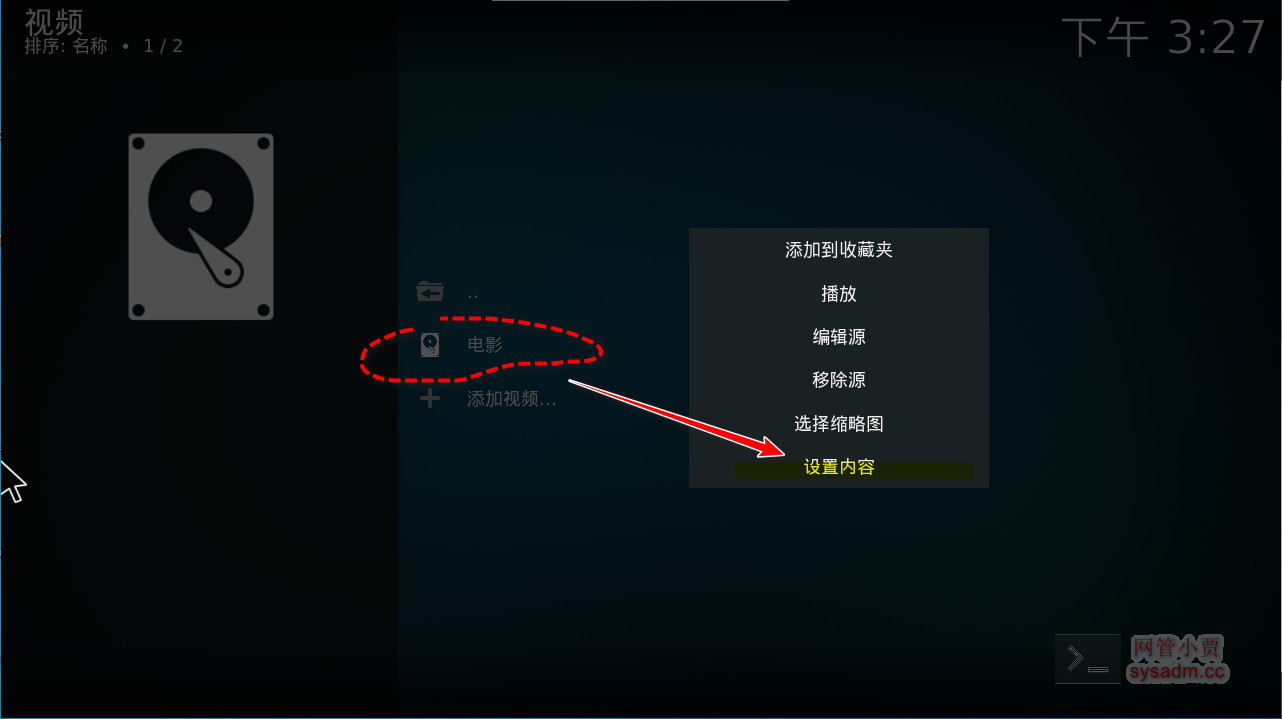 视频
排序: 名称 • 1 / 2
下午 3:27
..
电影
添加视频...
添加到收藏夹
播放
编辑源
移除源
选择缩略图
设置内容
网管小贾
sysadm.cc